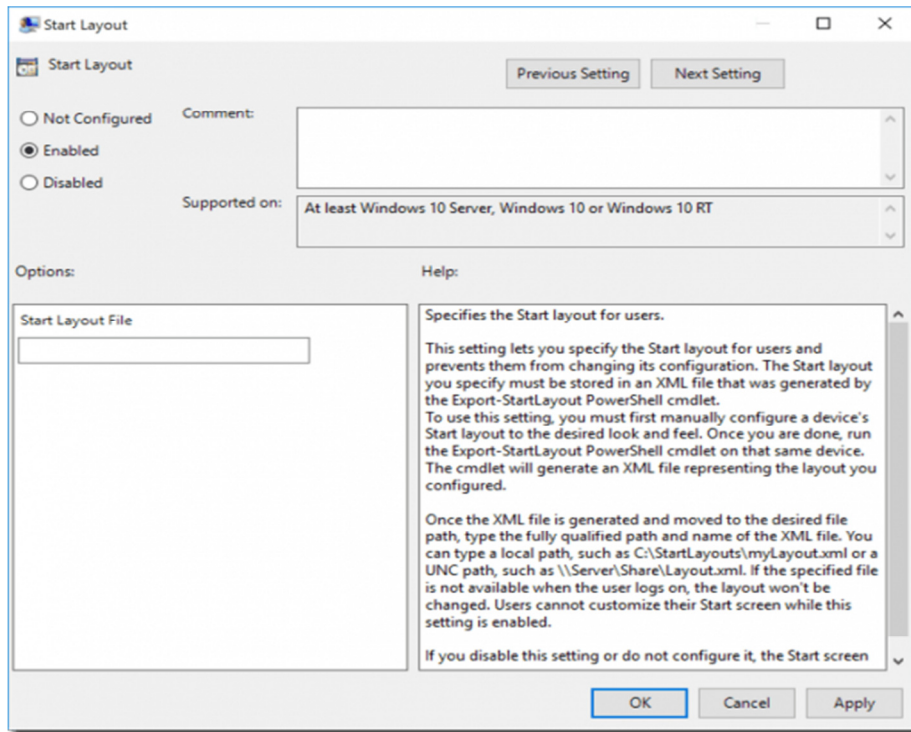 Start Layout
Start Layout
Previous Setting
Next Setting
Not Configured
Comment:
Enabled
Disabled
Supported on:
At least Windows 10 Server, Windows 10 or Windows 10 RT
Options:
Help:
Start Layout File
Specifies the Start layout for users.
This setting lets you specify the Start layout for users and
prevents them from changing its configuration. The Start layout
you specify must be stored in an XML file that was generated by
the Export-StartLayout PowerShell cmdlet.
To use this setting, you must first manually configure a device's
Start layout to the desired look and feel. Once you are done, run
the Export-StartLayout PowerShell cmdlet on that same device.
The cmdlet will generate an XML file representing the layout you
configured.
Once the XML file is generated and moved to the desired file
path, type the fully qualified path and name of the XML file. You
can type a local path, such as C:\StartLayouts\myLayout.xml or a
UNC path, such as \\Server\Share\Layout.xml. If the specified file
is not available when the user logs on, the layout won't be
changed. Users cannot customize their Start screen while this
setting is enabled.
If you disable this setting or do not configure it, the Start screen
OK
Cancel
Apply